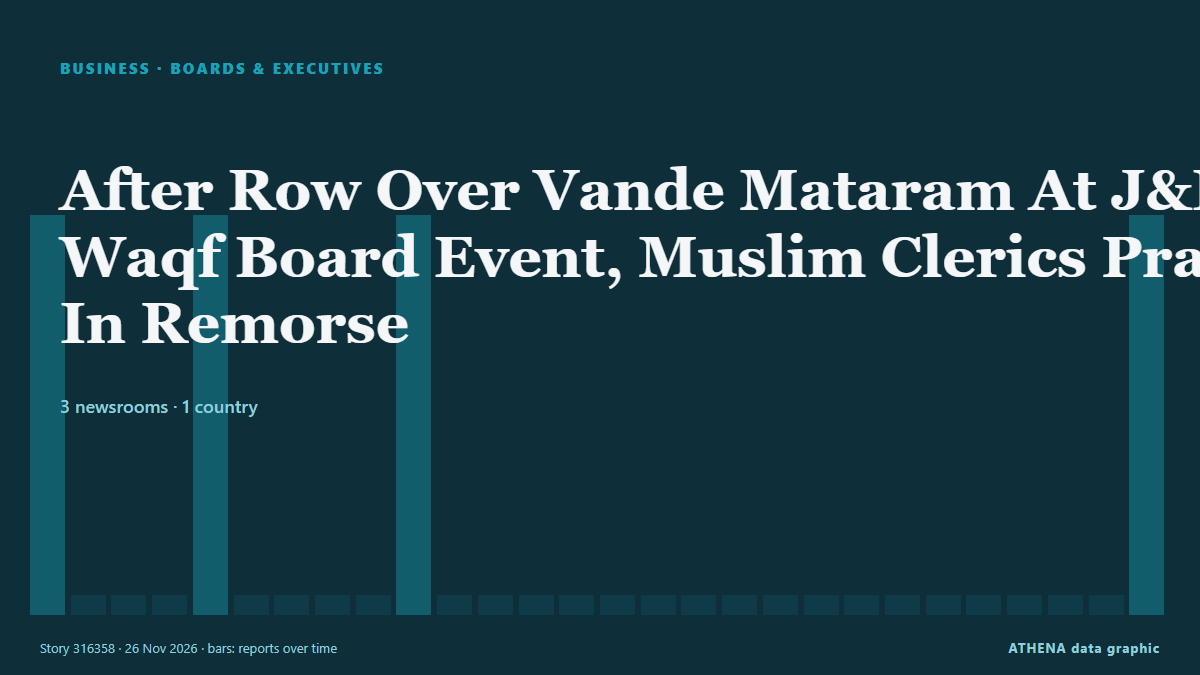 BUSINESS · BOARDS & EXECUTIVES
After Row Over Vande Mataram At J&
Waqf Board Event, Muslim Clerics Pra
In Remorse
3 newsrooms · 1 country
Story 316358 · 26 Nov 2026 · bars: reports over time
ATHENA data graphic